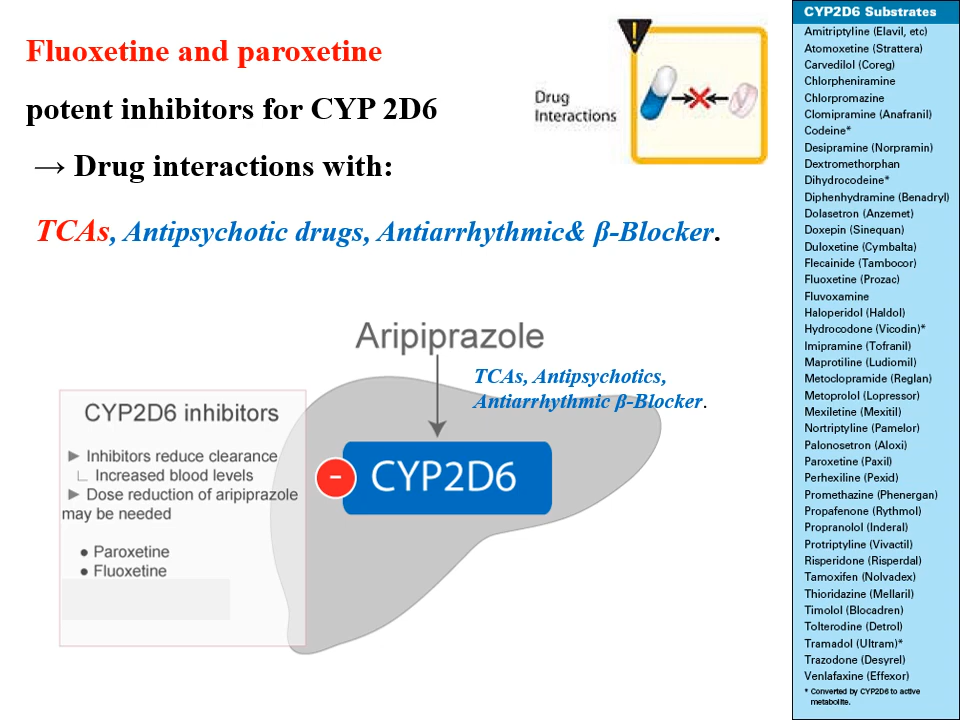 Fluoxetine and paroxetine
potent inhibitors for CYP 2D6
→ Drug interactions with:
TCAs, Antipsychotic drugs, Antiarrhythmic& β-Blocker.
Drug
Interactions
!
Aripiprazole
TCAs, Antipsychotics,
Antiarrhythmic β-Blocker.
CYP2D6 inhibitors
► Inhibitors reduce clearance
∟ Increased blood levels
► Dose reduction of aripiprazole
may be needed
● Paroxetine
● Fluoxetine
-
CYP2D6
CYP2D6 Substrates
Amitriptyline (Elavil, etc)
Atomoxetine (Strattera)
Carvedilol (Coreg)
Chlorpheniramine
Chlorpromazine
Clomipramine (Anafranil)
Codeine*
Desipramine (Norpramin)
Dextromethorphan
Dihydrocodeine*
Diphenhydramine (Benadryl)
Dolasetron (Anzemet)
Doxepin (Sinequan)
Duloxetine (Cymbalta)
Flecainide (Tambocor)
Fluoxetine (Prozac)
Fluvoxamine
Haloperidol (Haldol)
Hydrocodone (Vicodin)*
Imipramine (Tofranil)
Maprotiline (Ludiomil)
Metoclopramide (Reglan)
Metoprolol (Lopressor)
Mexiletine (Mexitil)
Nortriptyline (Pamelor)
Palonosetron (Aloxi)
Paroxetine (Paxil)
Perhexiline (Pexid)
Promethazine (Phenergan)
Propafenone (Rythmol)
Propranolol (Inderal)
Protriptyline (Vivactil)
Risperidone (Risperdal)
Tamoxifen (Nolvadex)
Thioridazine (Mellaril)
Timolol (Blocadren)
Tolterodine (Detrol)
Tramadol (Ultram)*
Trazodone (Desyrel)
Venlafaxine (Effexor)
* Converted by CYP2D6 to active
metabolite.